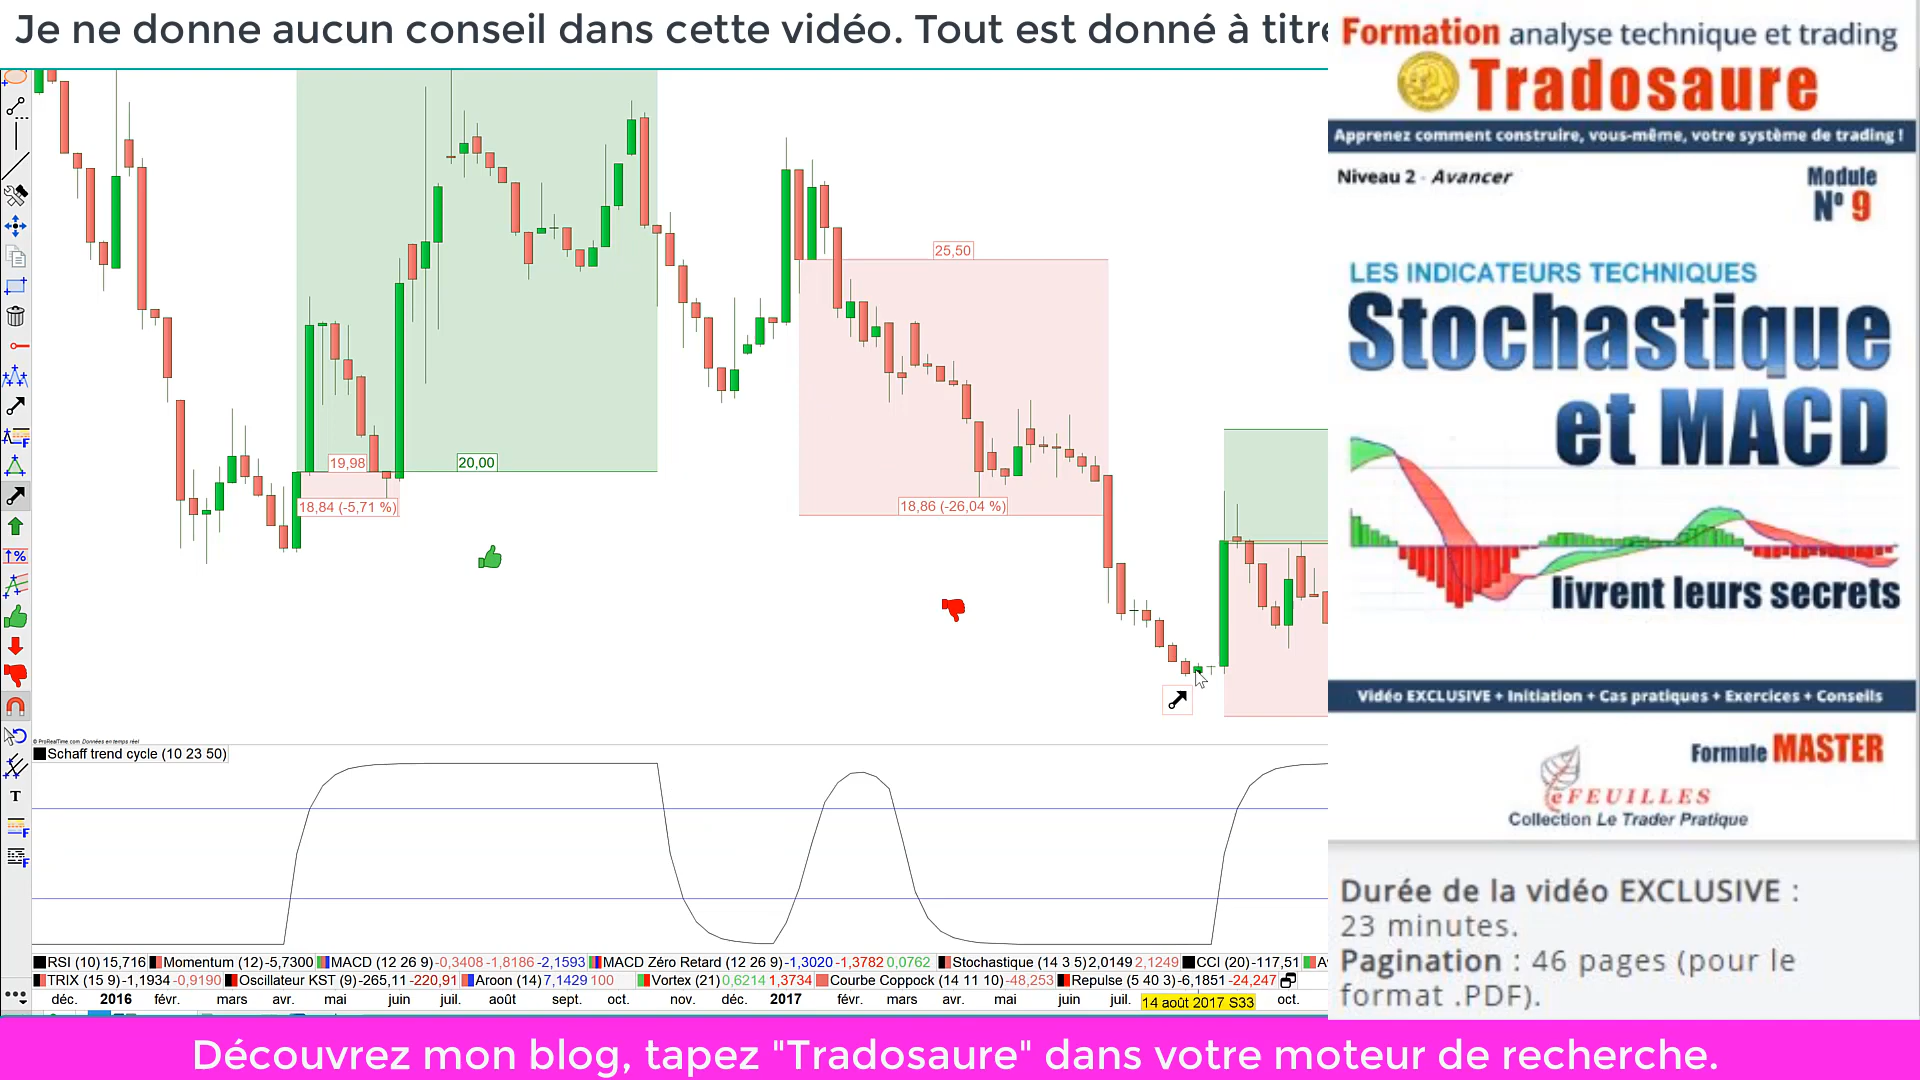 Je ne donne aucun conseil dans cette vidéo. Tout est donné à titre
Formation analyse technique et trading
Tradosaure
Apprenez comment construire, vous-même, votre système de trading !
Niveau 2 - Avancer
Module
N° 9
LES INDICATEURS TECHNIQUES
Stochastique
et MACD
livrent leurs secrets
Vidéo EXCLUSIVE + Initiation + Cas pratiques + Exercices + Conseils
Formule MASTER
eFEUILLES
Collection Le Trader Pratique
Durée de la vidéo EXCLUSIVE :
23 minutes.
Pagination : 46 pages (pour le
format .PDF).
25,50
19,98
20,00
18,84 (-5,71 %)
18,86 (-26,04 %)
© ProRealTime.com Données en temps réel
Schaff trend cycle (10 23 50)
RSI (10) 15,716 Momentum (12) -5,7300 MACD (12 26 9) -0,3408 -1,8186 -2,1593 MACD Zéro Retard (12 26 9) -1,3020 -1,3782 0,0762 Stochastique (14 3 5) 2,0149 2,1249 CCI (20) -117,51
TRIX (15 9) -1,1934 -0,9190 Oscillateur KST (9) -265,11 -220,91 Aroon (14) 7,1429 100 Vortex (21) 0,6214 1,3734 Courbe Coppock (14 11 10) -48,253 Repulse (5 40 3) -6,1851 -24,247
déc. 2016 févr. mars avr. mai juin juil. août sept. oct. nov. déc. 2017 févr. mars avr. mai juin juil. 14 août 2017 S33 oct.
Découvrez mon blog, tapez "Tradosaure" dans votre moteur de recherche.